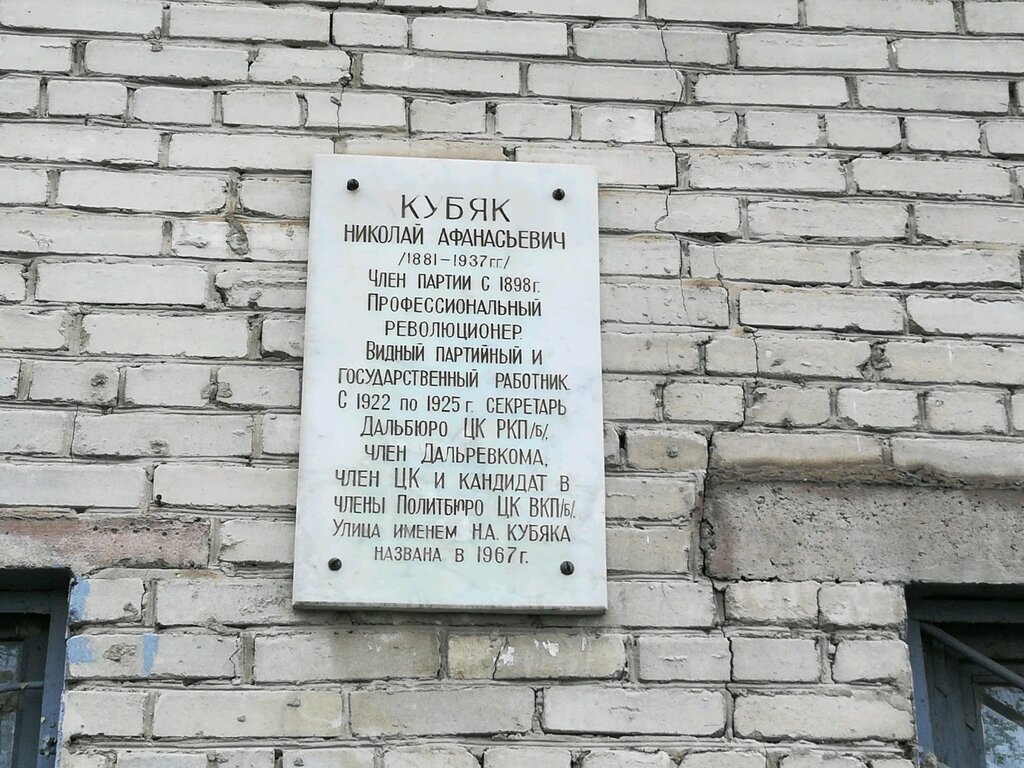 КУБЯК
НИКОЛАЙ АФАНАСЬЕВИЧ
/1881-1937гг./
Член партии с 1898г.
Профессиональный
революционер.
Видный партийный и
государственный работник.
С 1922 по 1925г. секретарь
Дальбюро ЦК РКП/б/,
член Дальревкома,
член ЦК и кандидат в
члены Политбюро ЦК ВКП/б/.
Улица именем Н.А. Кубяка
названа в 1967г.